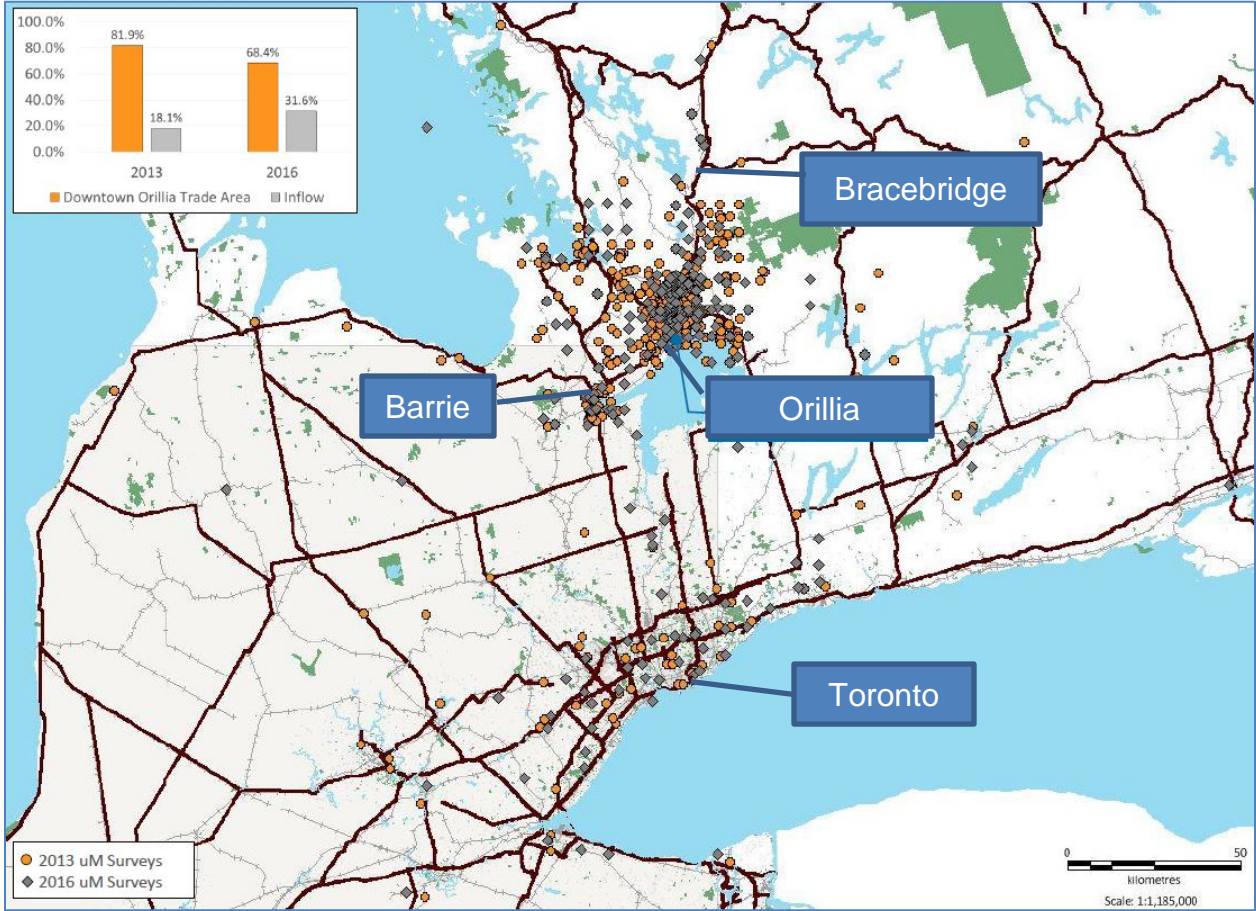 100.0%
80.0%
60.0%
40.0%
20.0%
0.0%
81.9%
18.1%
68.4%
31.6%
2013
2016
Downtown Orillia Trade Area
Inflow
Bracebridge
Barrie
Orillia
Toronto
2013 uM Surveys
2016 uM Surveys
0
50
kilometres
Scale: 1:1,185,000